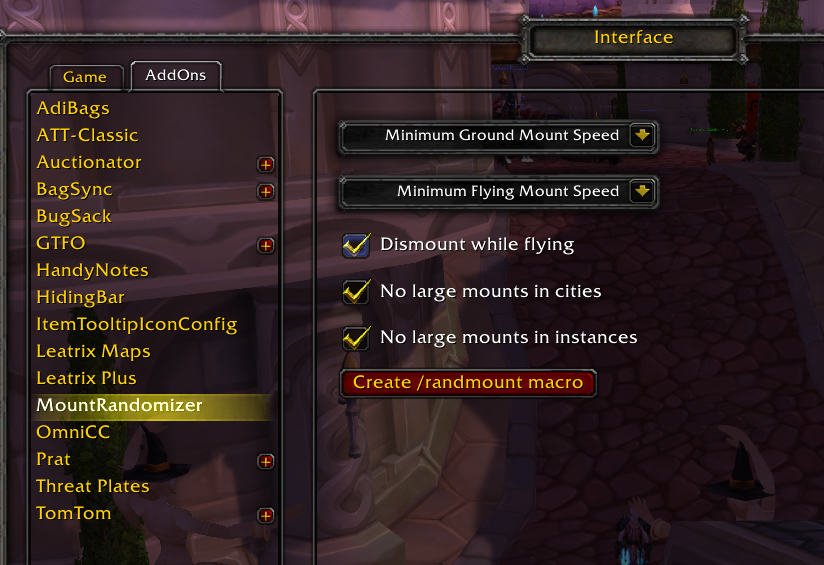 Interface
Game
AddOns
AdiBags
ATT-Classic
Auctionator
BagSync
BugSack
GTFO
HandyNotes
HidingBar
ItemTooltipIconConfig
Leatrix Maps
Leatrix Plus
MountRandomizer
OmniCC
Prat
Threat Plates
TomTom
Minimum Ground Mount Speed
Minimum Flying Mount Speed
Dismount while flying
No large mounts in cities
No large mounts in instances
Create /randmount macro